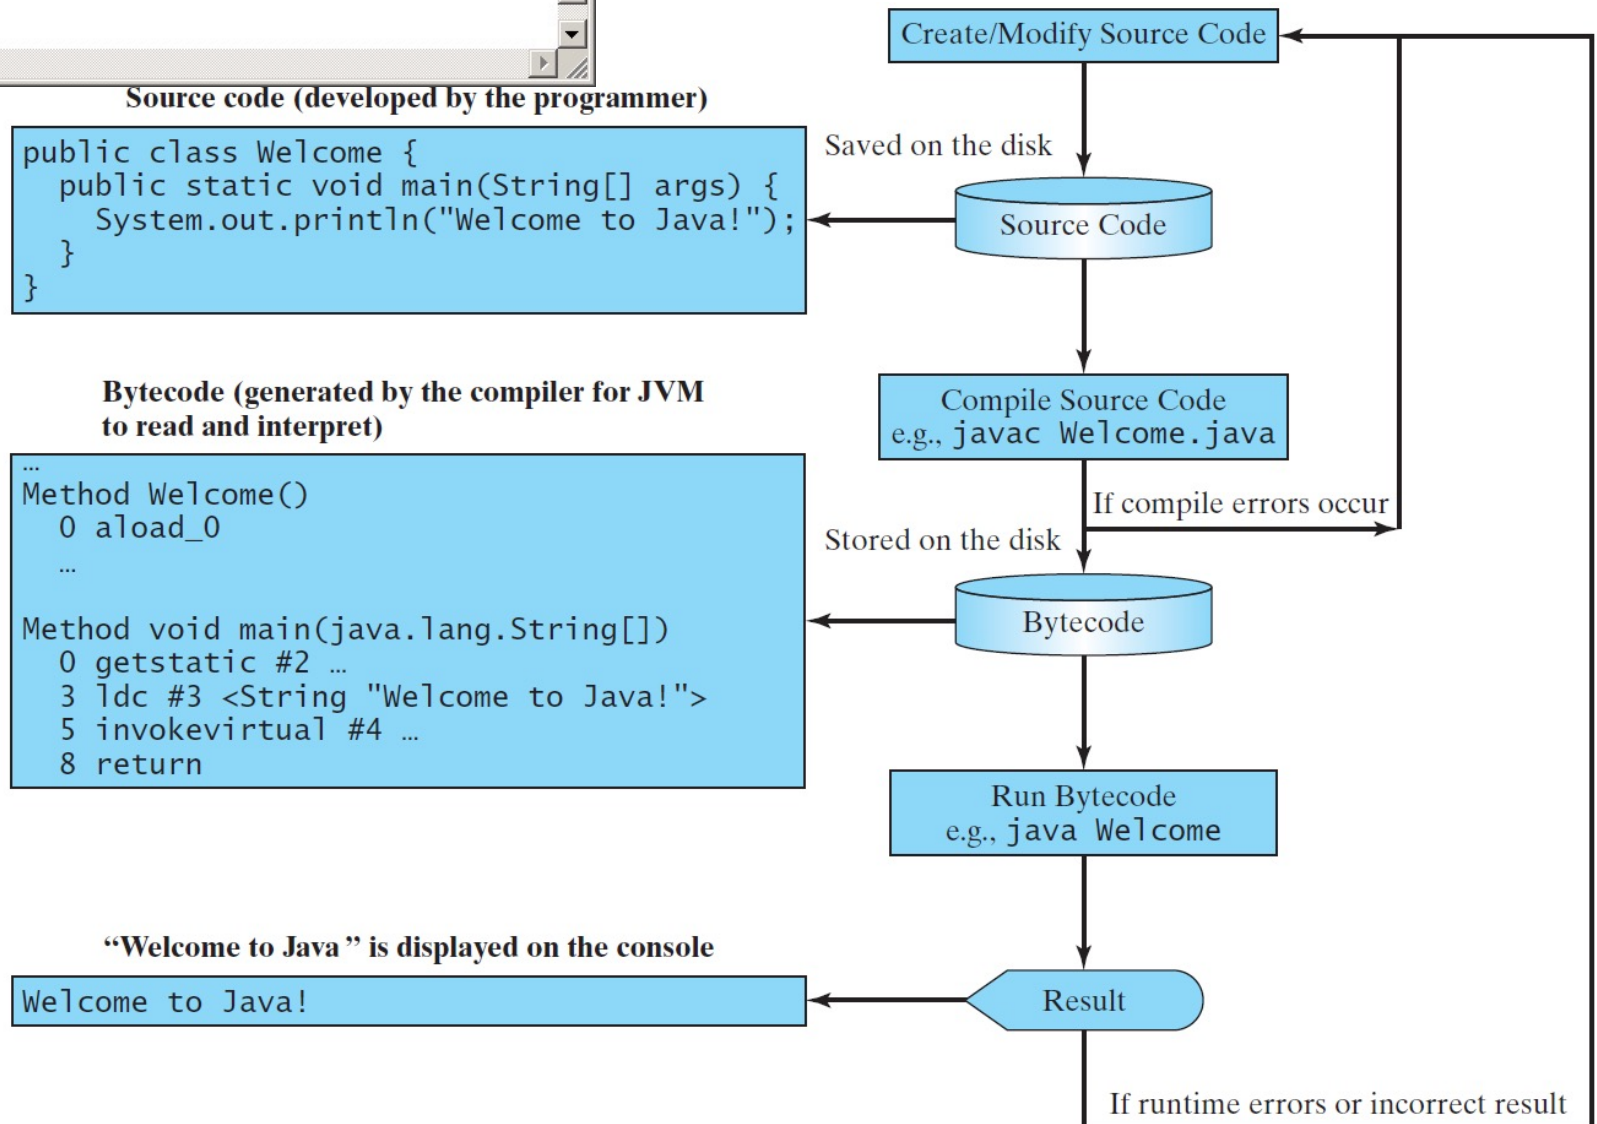 Create/Modify Source Code
Source code (developed by the programmer)
public class Welcome {
  public static void main(String[] args) {
    System.out.println("Welcome to Java!");
  }
}
Saved on the disk
Source Code
Compile Source Code
e.g., javac Welcome.java
If compile errors occur
Bytecode (generated by the compiler for JVM
to read and interpret)
…
Method Welcome()
  0 aload_0
  …
Method void main(java.lang.String[])
  0 getstatic #2 …
  3 ldc #3 <String "Welcome to Java!">
  5 invokevirtual #4 …
  8 return
Stored on the disk
Bytecode
Run Bytecode
e.g., java Welcome
“Welcome to Java” is displayed on the console
Welcome to Java!
Result
If runtime errors or incorrect result